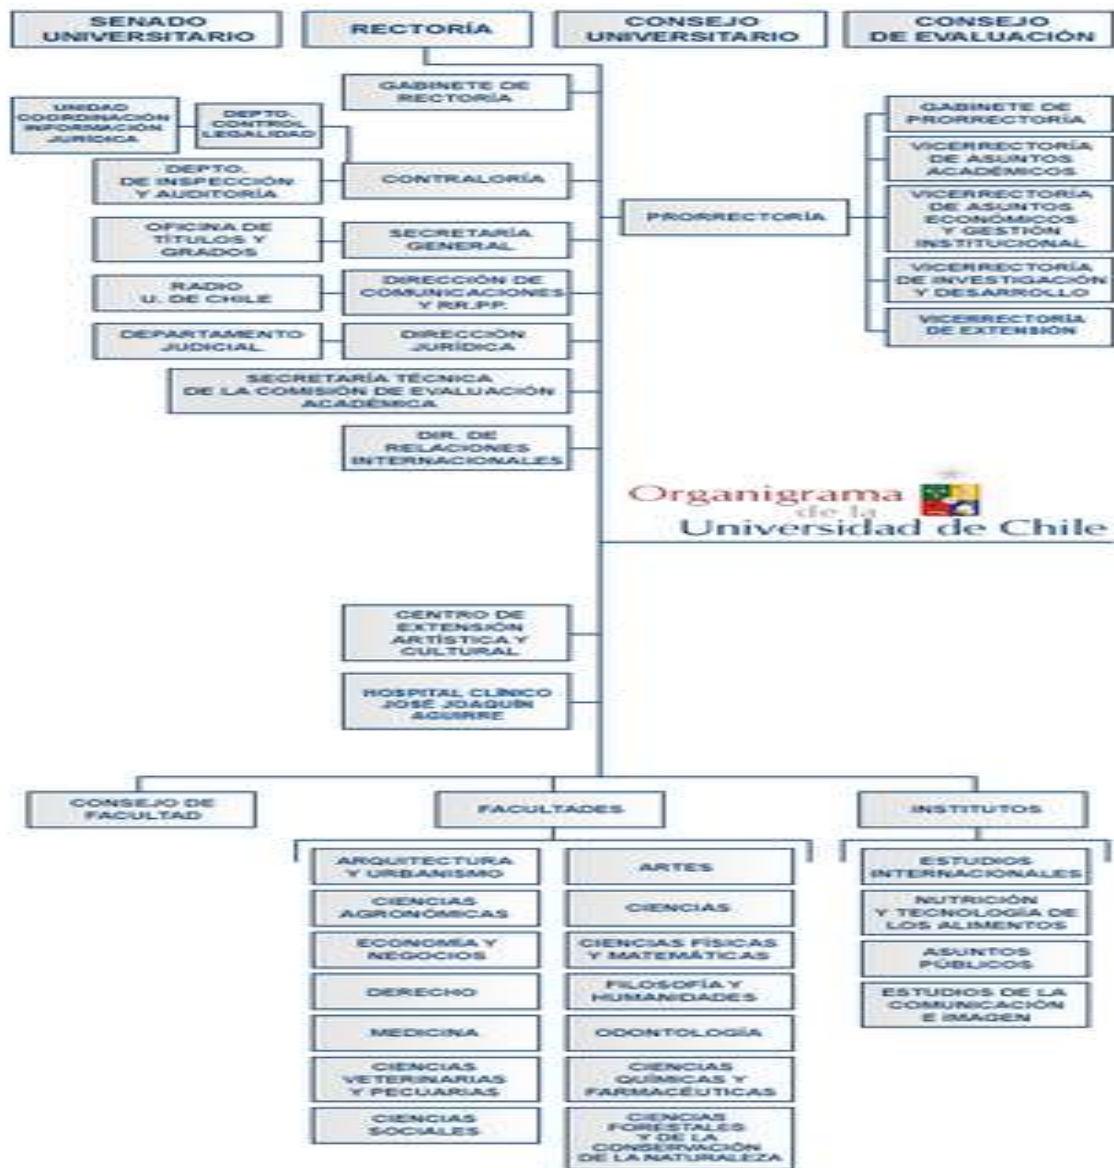 SENADO
UNIVERSITARIO
RECTORÍA
CONSEJO
UNIVERSITARIO
CONSEJO
DE EVALUACIÓN
GABINETE DE
RECTORÍA
UNIDAD
COORDINACIÓN
INFORMACIÓN
JURÍDICA
DEPTO.
CONTROL
LEGALIDAD
DEPTO.
DE INSPECCIÓN
Y AUDITORÍA
CONTRALORÍA
OFICINA DE
TÍTULOS Y
GRADOS
SECRETARÍA
GENERAL
RADIO
U. DE CHILE
DIRECCIÓN DE
COMUNICACIONES
Y RR.PP.
DEPARTAMENTO
JUDICIAL
DIRECCIÓN
JURÍDICA
SECRETARÍA TÉCNICA
DE LA COMISIÓN DE EVALUACIÓN
ACADÉMICA
DIR. DE
RELACIONES
INTERNACIONALES
PRORRECTORÍA
GABINETE DE
PRORRECTORÍA
VICERRECTORÍA
DE ASUNTOS
ACADÉMICOS
VICERRECTORÍA
DE ASUNTOS
ECONÓMICOS
Y GESTIÓN
INSTITUCIONAL
VICERRECTORÍA
DE INVESTIGACIÓN
Y DESARROLLO
VICERRECTORÍA
DE EXTENSIÓN
Organigrama
de la
Universidad de Chile
CENTRO DE
EXTENSIÓN
ARTÍSTICA Y
CULTURAL
HOSPITAL CLÍNICO
JOSÉ JOAQUÍN
AGUIRRE
CONSEJO DE
FACULTAD
FACULTADES
INSTITUTOS
ARQUITECTURA
Y URBANISMO
ARTES
CIENCIAS
AGRONÓMICAS
CIENCIAS
ECONOMÍA Y
NEGOCIOS
CIENCIAS FÍSICAS
Y MATEMÁTICAS
DERECHO
FILOSOFÍA Y
HUMANIDADES
MEDICINA
ODONTOLOGÍA
CIENCIAS
VETERINARIAS
Y PECUARIAS
CIENCIAS
QUÍMICAS Y
FARMACÉUTICAS
CIENCIAS
SOCIALES
CIENCIAS
FORESTALES
Y DE LA
CONSERVACIÓN
DE LA NATURALEZA
ESTUDIOS
INTERNACIONALES
NUTRICIÓN
Y TECNOLOGÍA DE
LOS ALIMENTOS
ASUNTOS
PÚBLICOS
ESTUDIOS DE LA
COMUNICACIÓN
E IMAGEN